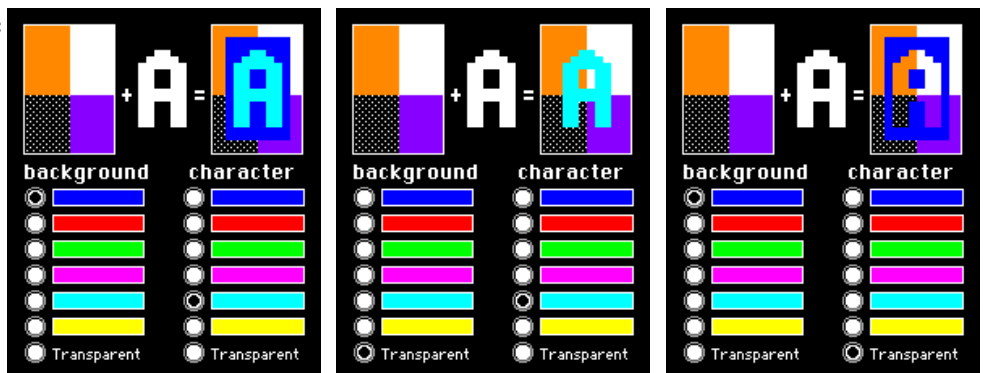 + A = A
background character
Transparent Transparent
+ A = A
background character
Transparent Transparent
+ A = A
background character
Transparent Transparent